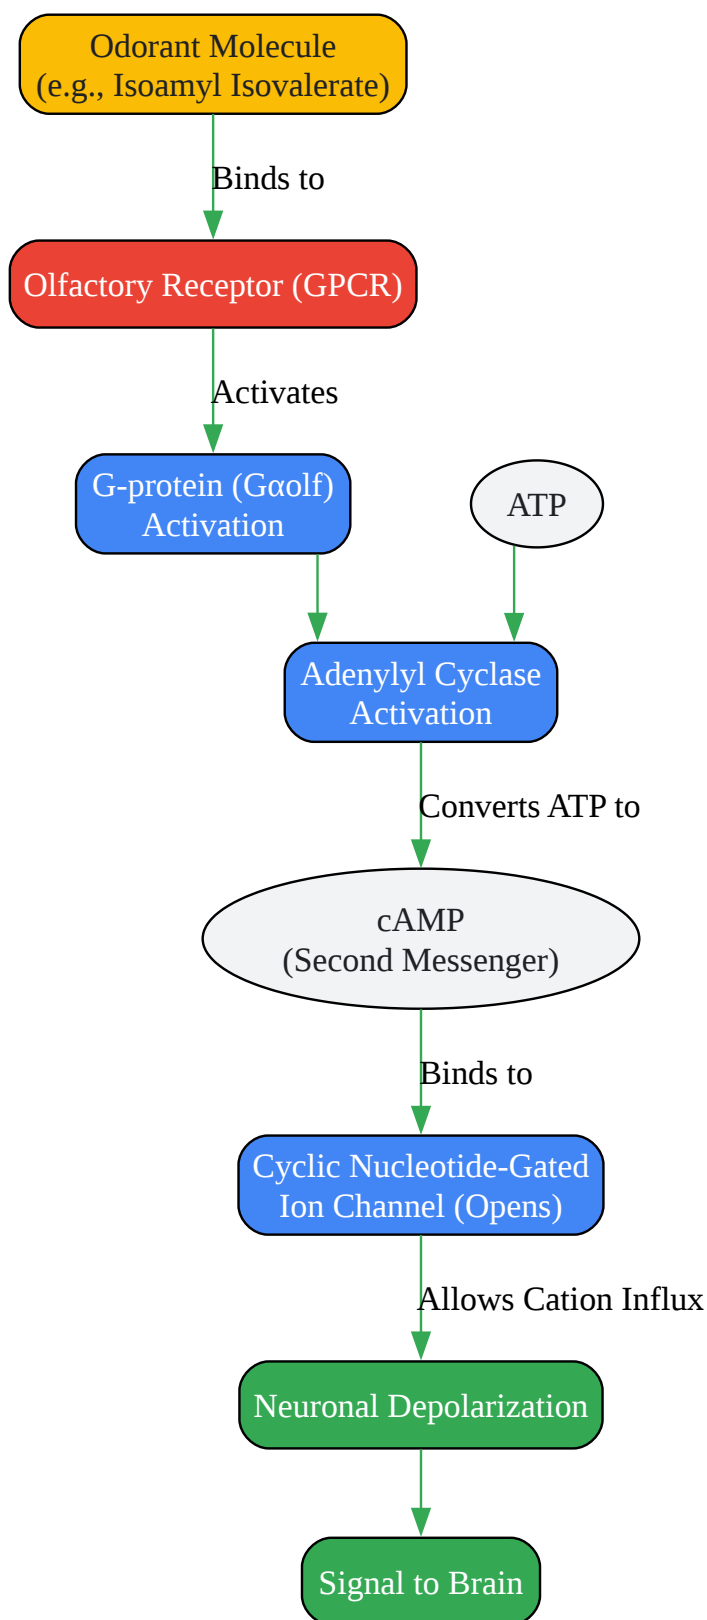 Odorant Molecule
(e.g., Isoamyl Isovalerate)
Binds to
Olfactory Receptor (GPCR)
Activates
G-protein (Gαolf)
Activation
ATP
Adenylyl Cyclase
Activation
Converts ATP to
cAMP
(Second Messenger)
Binds to
Cyclic Nucleotide-Gated
Ion Channel (Opens)
Allows Cation Influx
Neuronal Depolarization
Signal to Brain